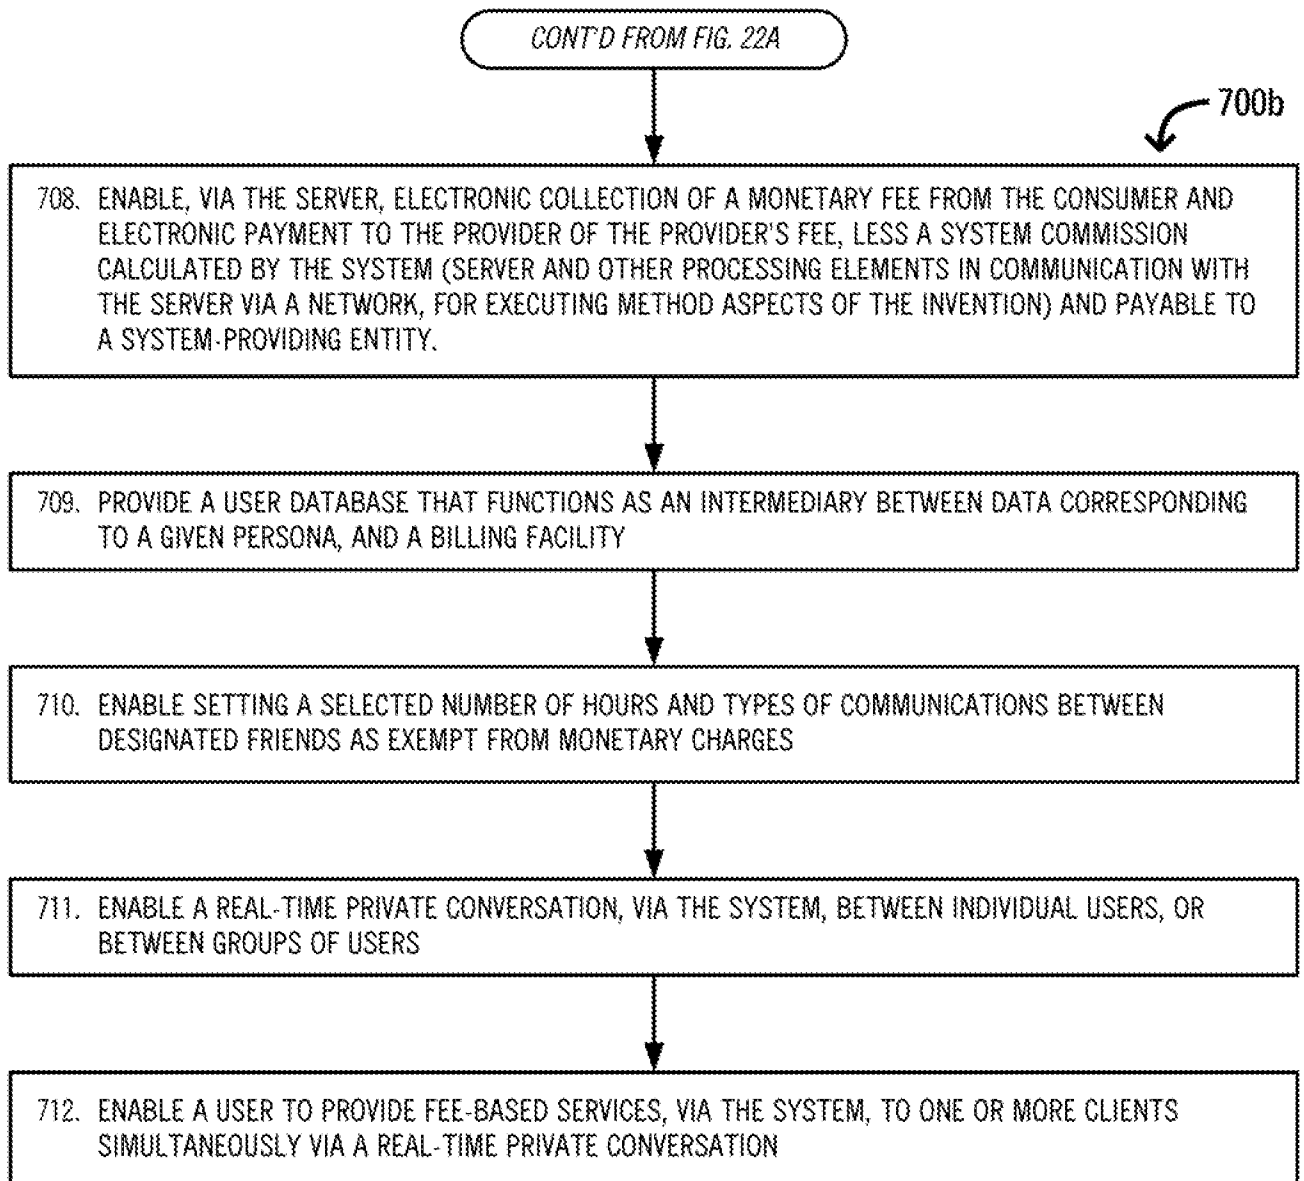 CONT'D FROM FIG. 22A
700b
708. ENABLE, VIA THE SERVER, ELECTRONIC COLLECTION OF A MONETARY FEE FROM THE CONSUMER AND
ELECTRONIC PAYMENT TO THE PROVIDER OF THE PROVIDER'S FEE, LESS A SYSTEM COMMISSION
CALCULATED BY THE SYSTEM (SERVER AND OTHER PROCESSING ELEMENTS IN COMMUNICATION WITH
THE SERVER VIA A NETWORK, FOR EXECUTING METHOD ASPECTS OF THE INVENTION) AND PAYABLE TO
A SYSTEM-PROVIDING ENTITY.
709. PROVIDE A USER DATABASE THAT FUNCTIONS AS AN INTERMEDIARY BETWEEN DATA CORRESPONDING
TO A GIVEN PERSONA, AND A BILLING FACILITY
710. ENABLE SETTING A SELECTED NUMBER OF HOURS AND TYPES OF COMMUNICATIONS BETWEEN
DESIGNATED FRIENDS AS EXEMPT FROM MONETARY CHARGES
711. ENABLE A REAL-TIME PRIVATE CONVERSATION, VIA THE SYSTEM, BETWEEN INDIVIDUAL USERS, OR
BETWEEN GROUPS OF USERS
712. ENABLE A USER TO PROVIDE FEE-BASED SERVICES, VIA THE SYSTEM, TO ONE OR MORE CLIENTS
SIMULTANEOUSLY VIA A REAL-TIME PRIVATE CONVERSATION